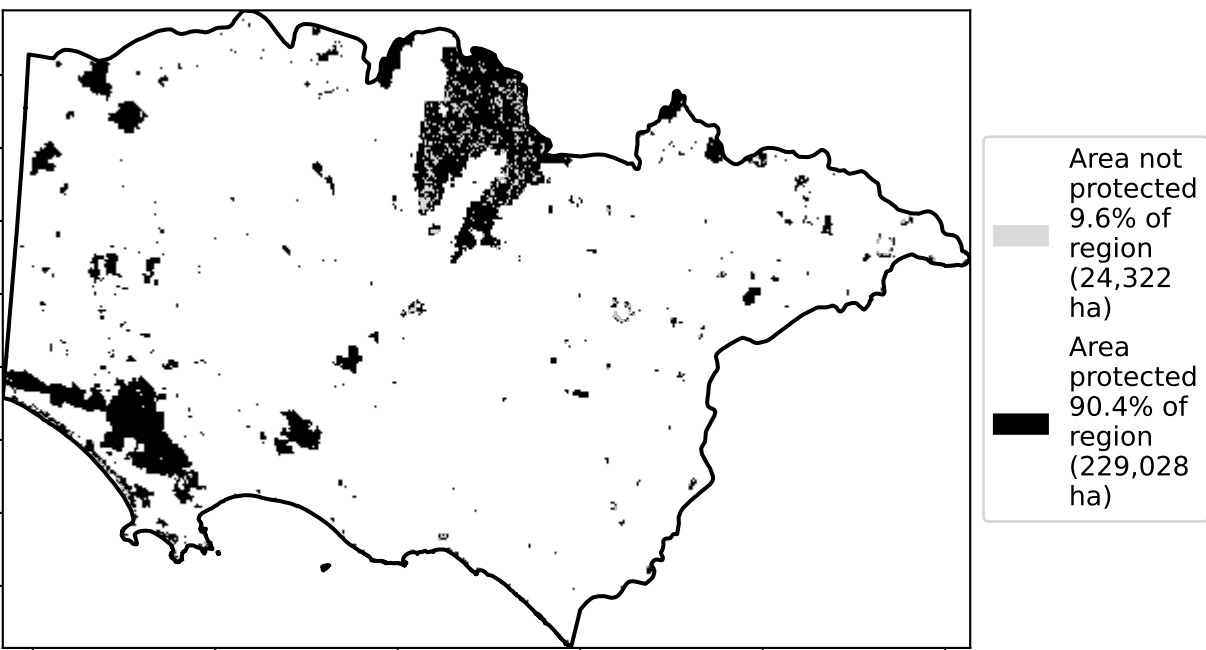 Area not
protected
9.6% of
region
(24,322
ha)
Area
protected
90.4% of
region
(229,028
ha)